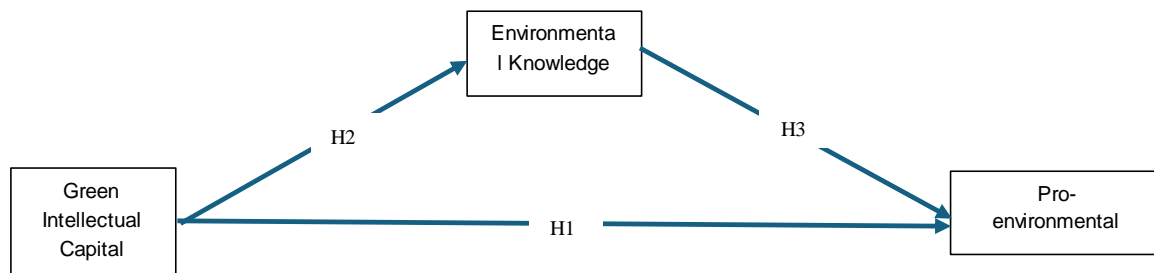 Environmenta
l Knowledge
H2
H3
Green
Intellectual
Capital
H1
Pro-
environmental